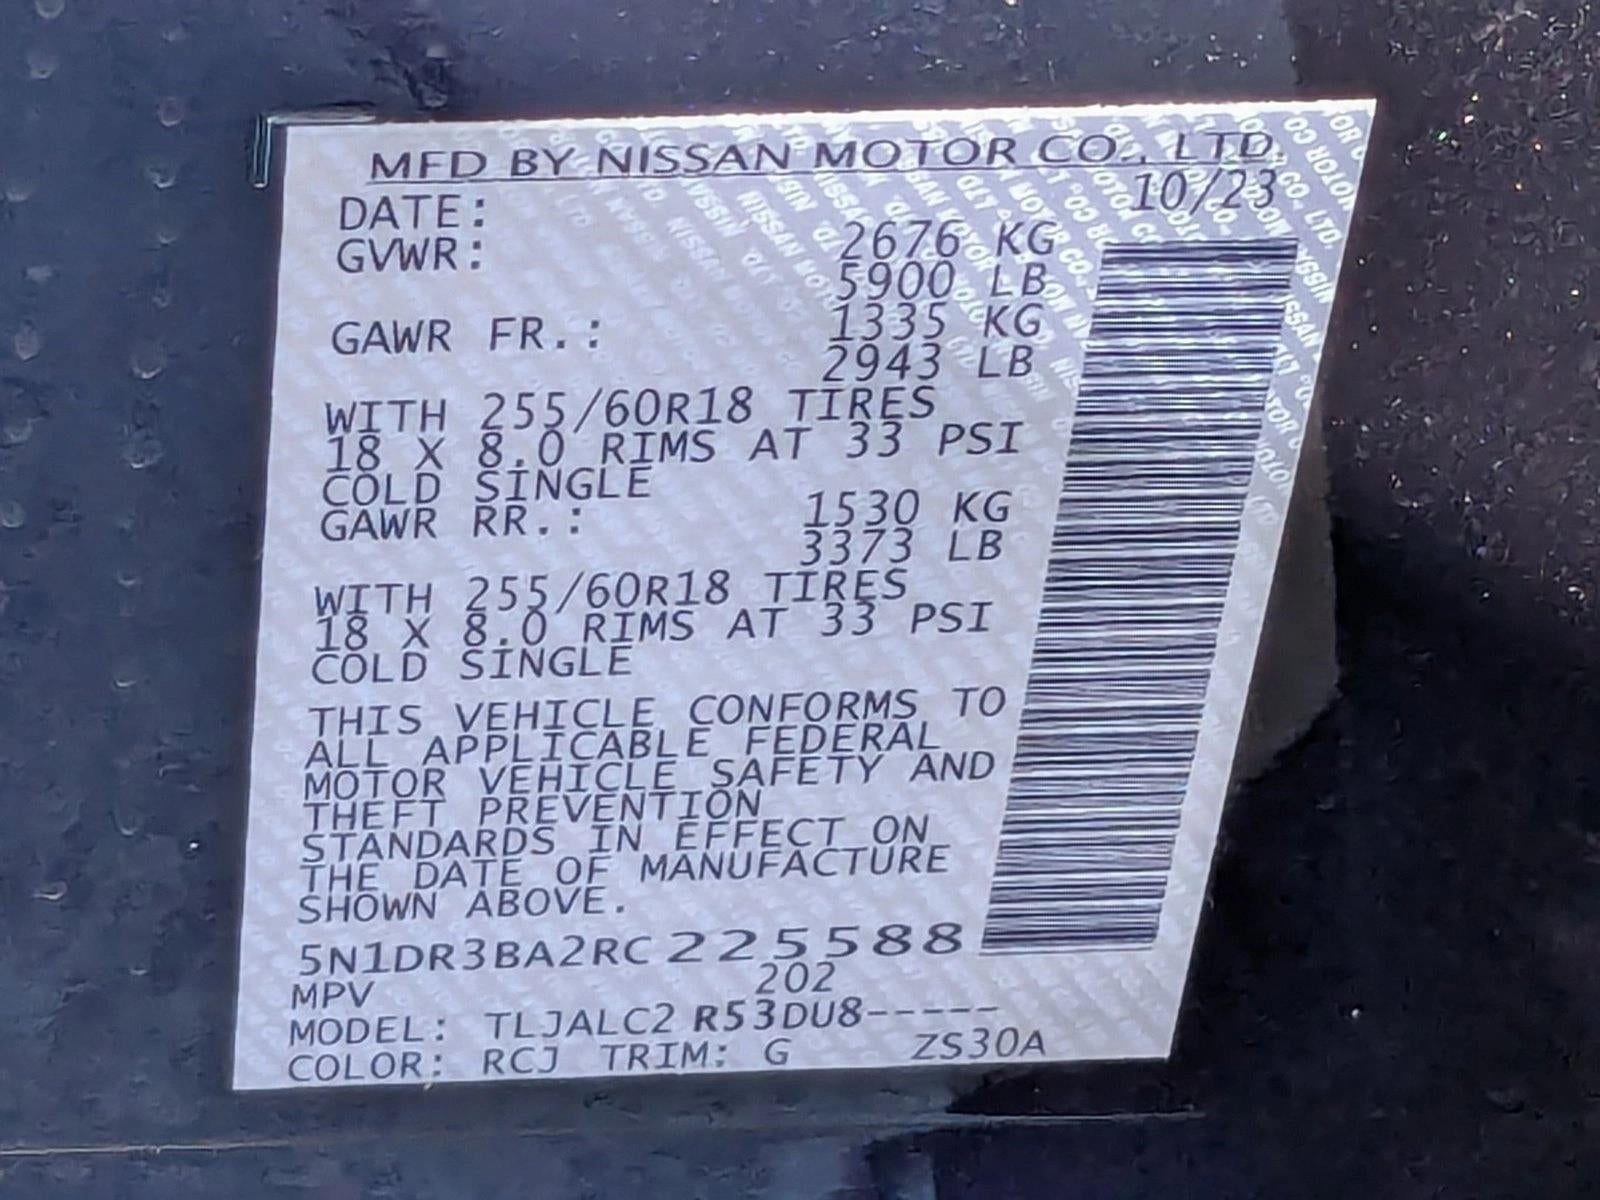 MFD BY NISSAN MOTOR CO., LTD.
DATE: 10/23
GVWR: 2676 KG
5900 LB
GAWR FR.: 1335 KG
2943 LB
WITH 255/60R18 TIRES
18 X 8.0 RIMS AT 33 PSI
COLD SINGLE
GAWR RR.: 1530 KG
3373 LB
WITH 255/60R18 TIRES
18 X 8.0 RIMS AT 33 PSI
COLD SINGLE
THIS VEHICLE CONFORMS TO
ALL APPLICABLE FEDERAL
MOTOR VEHICLE SAFETY AND
THEFT PREVENTION
STANDARDS IN EFFECT ON
THE DATE OF MANUFACTURE
SHOWN ABOVE.
5N1DR3BA2RC225588
MPV 202
MODEL: TLJALC2 R53DU8-----
COLOR: RCJ TRIM: G ZS30A